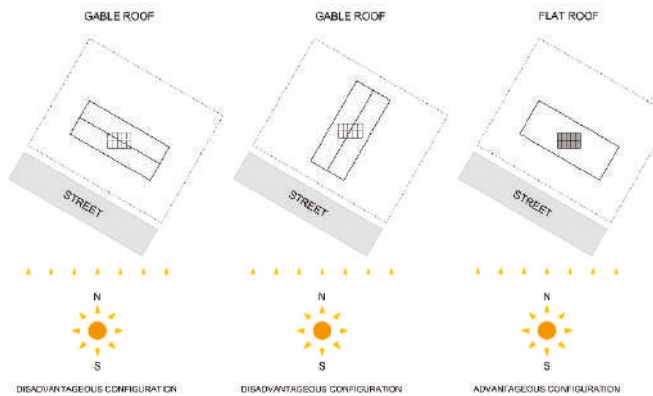 GABLE ROOF
GABLE ROOF
FLAT ROOF
STREET
STREET
STREET
N
N
N
S
S
S
DISADVANTAGEOUS CONFIGURATION
DISADVANTAGEOUS CONFIGURATION
ADVANTAGEOUS CONFIGURATION